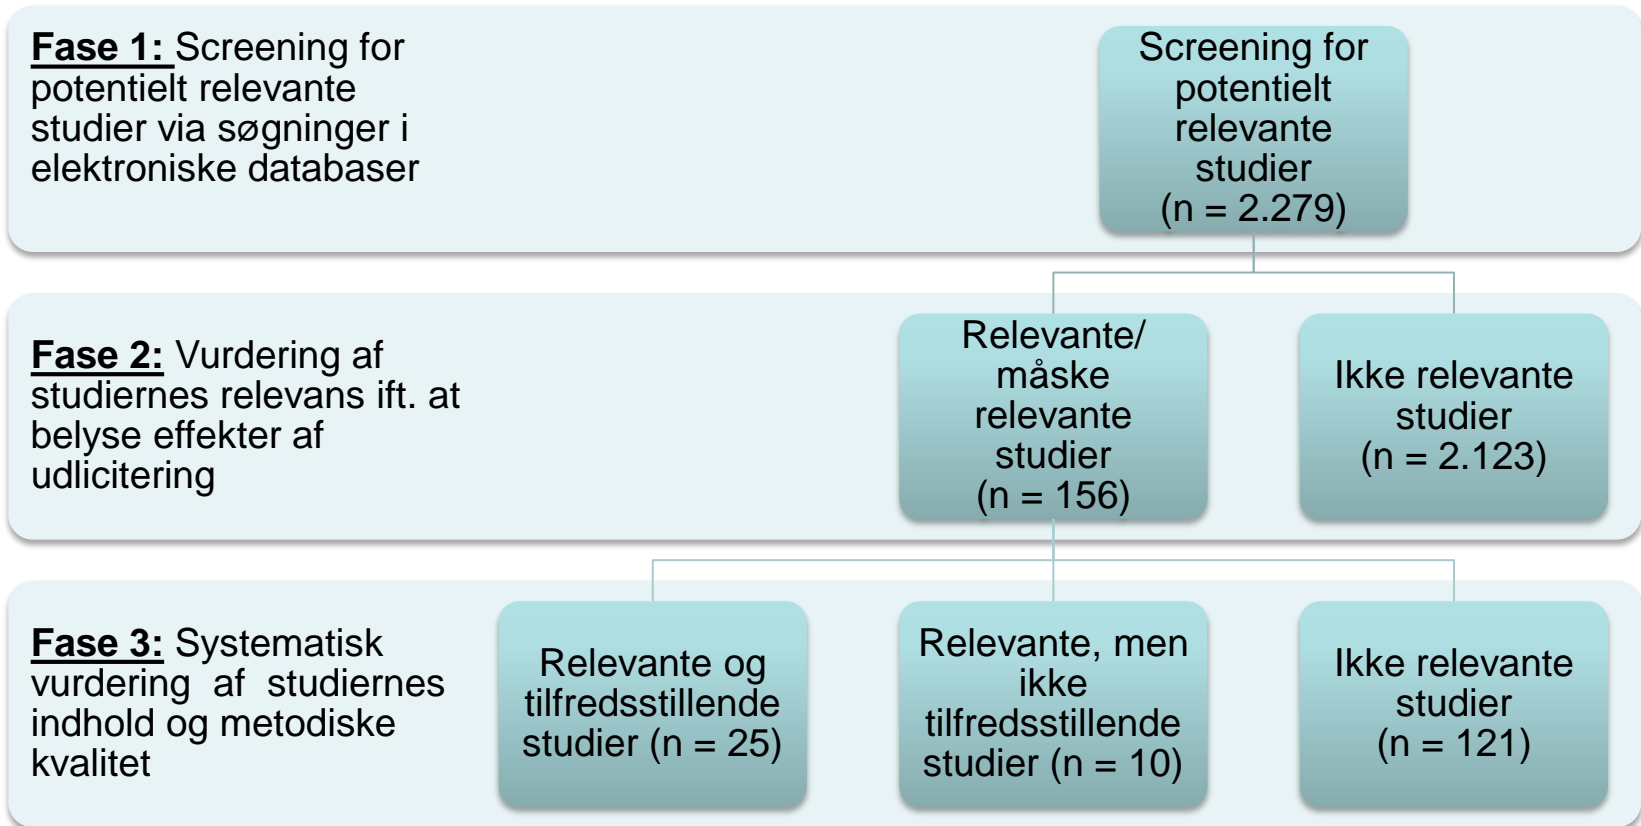 Fase 1: Screening for
potentielt relevante
studier via søgninger i
elektroniske databaser
Screening for
potentielt
relevante
studier
(n = 2.279)
Fase 2: Vurdering af
studiernes relevans ift. at
belyse effekter af
udlicitering
Relevante/
måske
relevante
studier
(n = 156)
Ikke relevante
studier
(n = 2.123)
Fase 3: Systematisk
vurdering af studiernes
indhold og metodiske
kvalitet
Relevante og
tilfredsstillende
studier (n = 25)
Relevante, men
ikke
tilfredsstillende
studier (n = 10)
Ikke relevante
studier
(n = 121)